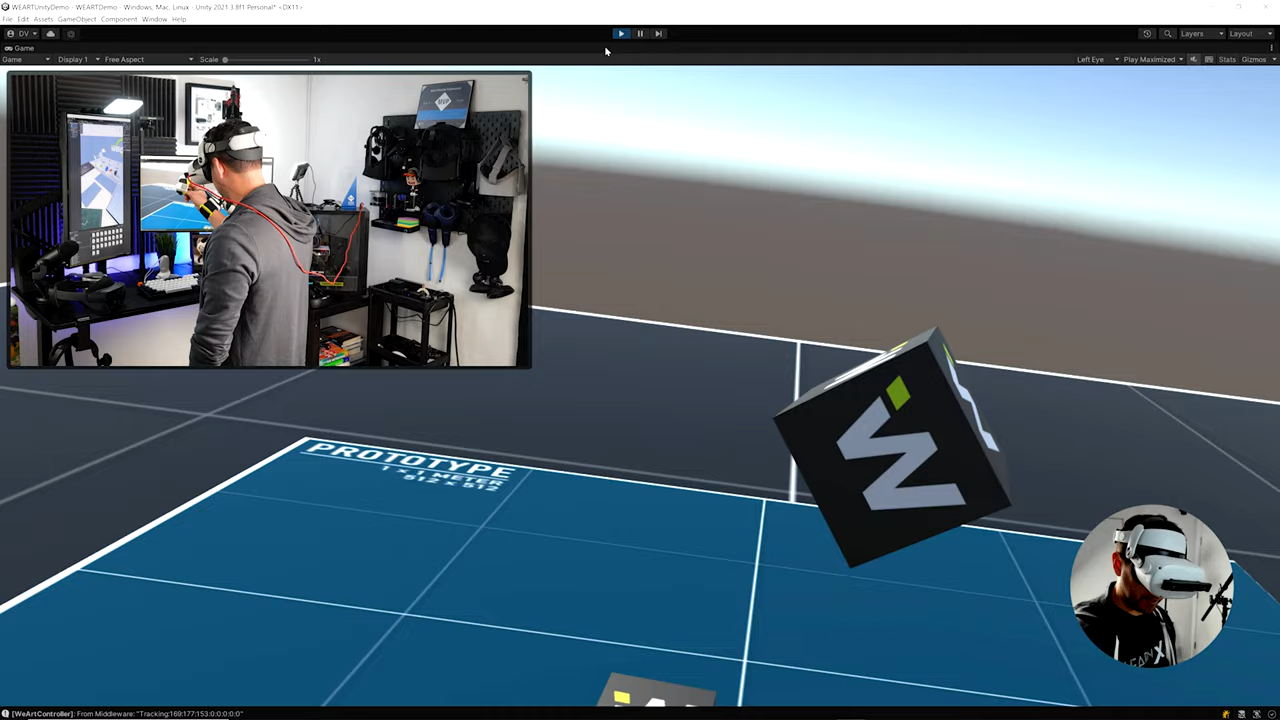 WEARTUnityDemo - WEARTDemo - Windows, Mac, Linux - Unity 2021 3.8f1 Personal* <DX11>
File Edit Assets GameObject Component Window Help
DV Layers Layout
Game
Game Display 1 Free Aspect Scale 1x Left Eye Play Maximized Stats Gizmos
MVP
W
PROTOTYPE
1 x 1 METER
512 x 512
[WeArtController]: From Middleware: "Tracking:169:177:153:0:0:0:0:0"